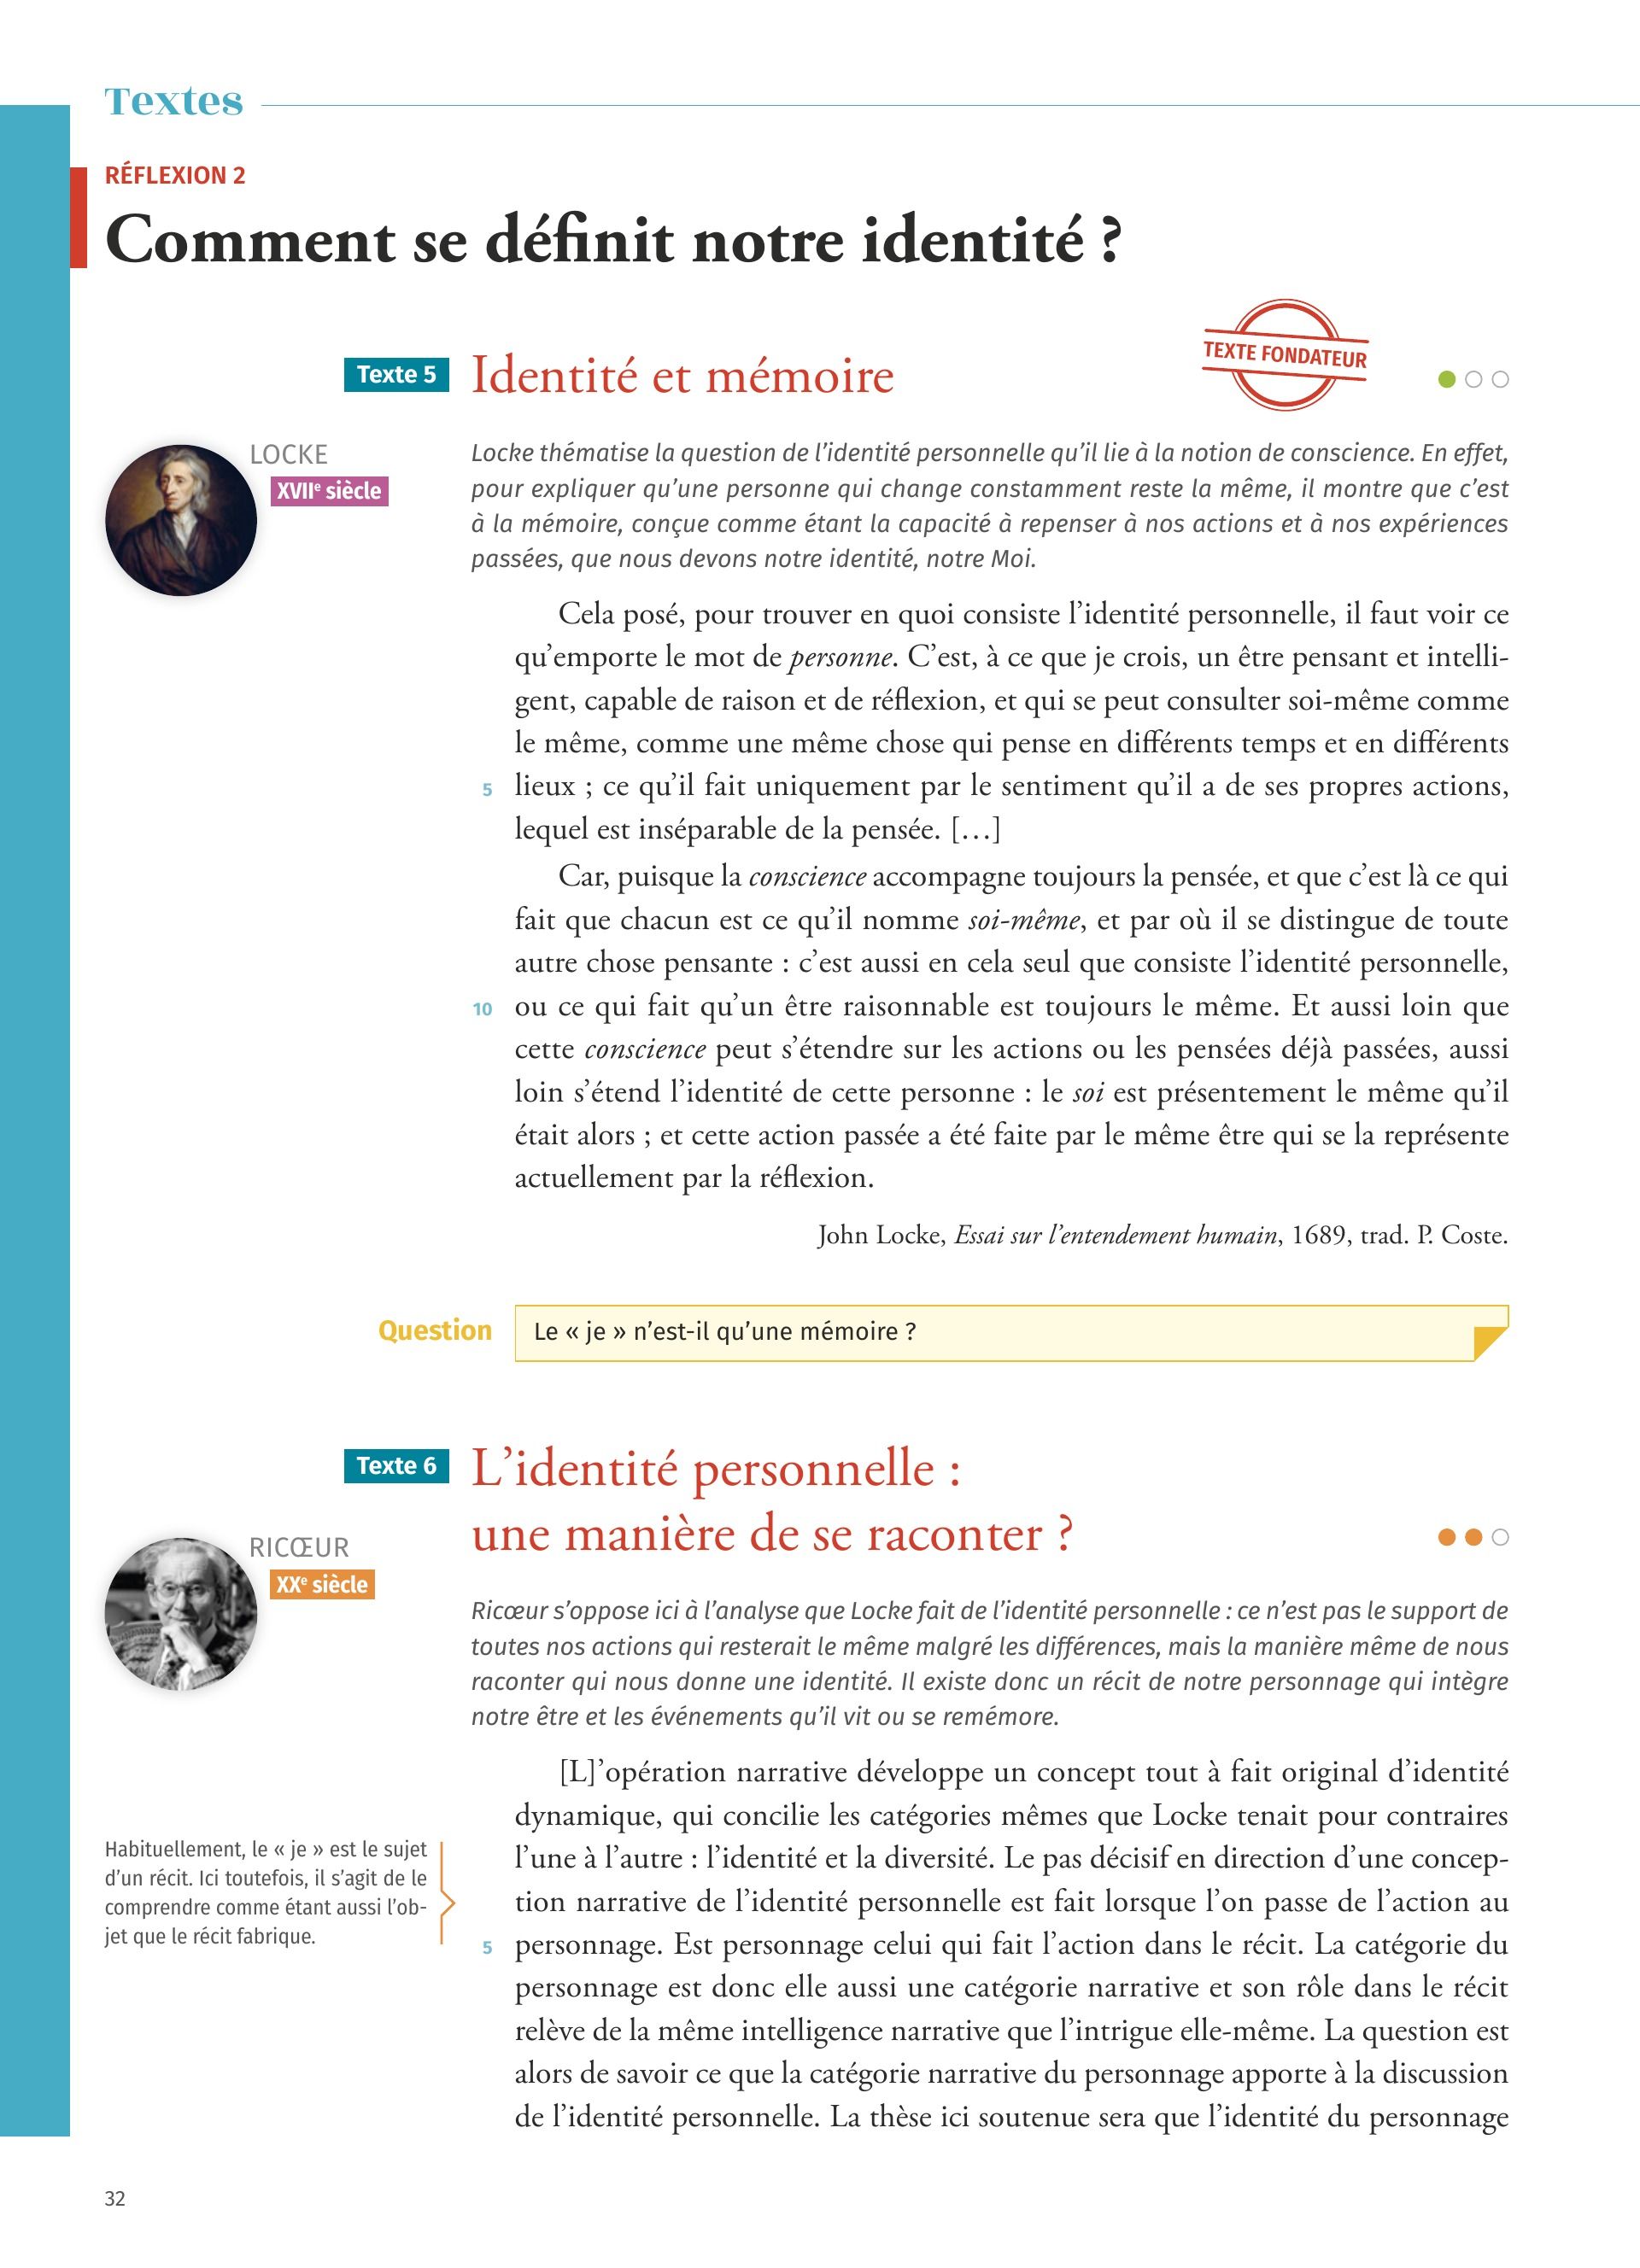 Textes
RÉFLEXION 2
Comment se définit notre identité ?
TEXTE FONDATEUR
Texte 5
Identité et mémoire
LOCKE
XVIIe siècle
Locke thématise la question de l’identité personnelle qu’il lie à la notion de conscience. En effet,
pour expliquer qu’une personne qui change constamment reste la même, il montre que c’est
à la mémoire, conçue comme étant la capacité à repenser à nos actions et à nos expériences
passées, que nous devons notre identité, notre Moi.
Cela posé, pour trouver en quoi consiste l’identité personnelle, il faut voir ce
qu’emporte le mot de personne. C’est, à ce que je crois, un être pensant et intelli-
gent, capable de raison et de réflexion, et qui se peut consulter soi-même comme
le même, comme une même chose qui pense en différents temps et en différents
5 lieux ; ce qu’il fait uniquement par le sentiment qu’il a de ses propres actions,
lequel est inséparable de la pensée. […]
Car, puisque la conscience accompagne toujours la pensée, et que c’est là ce qui
fait que chacun est ce qu’il nomme soi-même, et par où il se distingue de toute
autre chose pensante : c’est aussi en cela seul que consiste l’identité personnelle,
10 ou ce qui fait qu’un être raisonnable est toujours le même. Et aussi loin que
cette conscience peut s’étendre sur les actions ou les pensées déjà passées, aussi
loin s’étend l’identité de cette personne : le soi est présentement le même qu’il
était alors ; et cette action passée a été faite par le même être qui se la représente
actuellement par la réflexion.
John Locke, Essai sur l’entendement humain, 1689, trad. P. Coste.
Question
Le « je » n’est-il qu’une mémoire ?
Texte 6
L’identité personnelle :
une manière de se raconter ?
RICŒUR
XXe siècle
Ricœur s’oppose ici à l’analyse que Locke fait de l’identité personnelle : ce n’est pas le support de
toutes nos actions qui resterait le même malgré les différences, mais la manière même de nous
raconter qui nous donne une identité. Il existe donc un récit de notre personnage qui intègre
notre être et les événements qu’il vit ou se remémore.
[L]’opération narrative développe un concept tout à fait original d’identité
dynamique, qui concilie les catégories mêmes que Locke tenait pour contraires
l’une à l’autre : l’identité et la diversité. Le pas décisif en direction d’une concep-
tion narrative de l’identité personnelle est fait lorsque l’on passe de l’action au
5 personnage. Est personnage celui qui fait l’action dans le récit. La catégorie du
personnage est donc elle aussi une catégorie narrative et son rôle dans le récit
relève de la même intelligence narrative que l’intrigue elle-même. La question est
alors de savoir ce que la catégorie narrative du personnage apporte à la discussion
de l’identité personnelle. La thèse ici soutenue sera que l’identité du personnage
Habituellement, le « je » est le sujet
d’un récit. Ici toutefois, il s’agit de le
comprendre comme étant aussi l’ob-
jet que le récit fabrique.
32